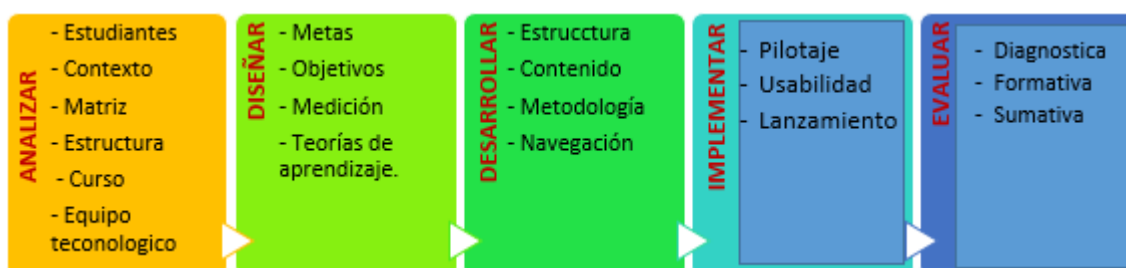 ANALIZAR
- Estudiantes
- Contexto
- Matriz
- Estructura
- Curso
- Equipo
teconologico
DISEÑAR
- Metas
- Objetivos
- Medición
- Teorías de
aprendizaje.
DESARROLLAR
- Estrucctura
- Contenido
- Metodología
- Navegación
IMPLEMENTAR
- Pilotaje
- Usabilidad
- Lanzamiento
EVALUAR
- Diagnostica
- Formativa
- Sumativa